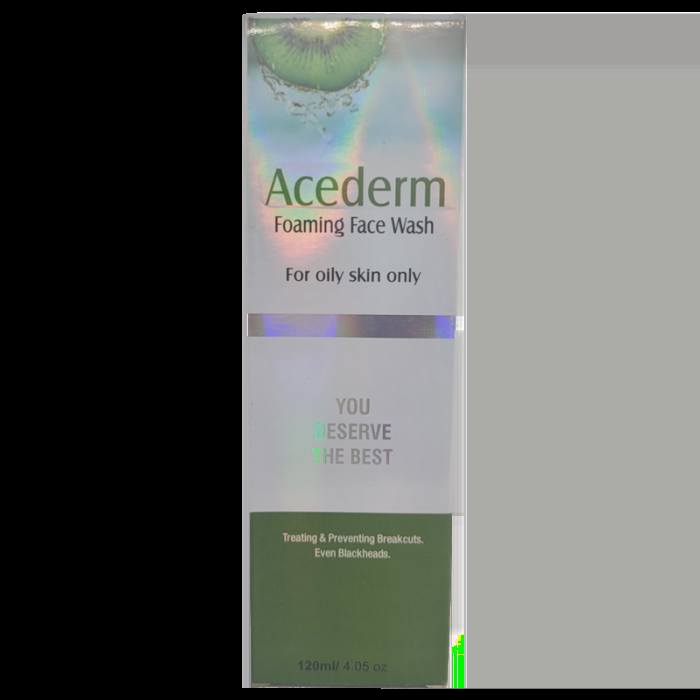 Acederm
Foaming Face Wash
For oily skin only
YOU
DESERVE
THE BEST
Treating & Preventing Breakcuts.
Even Blackheads.
120ml/ 4.05 oz